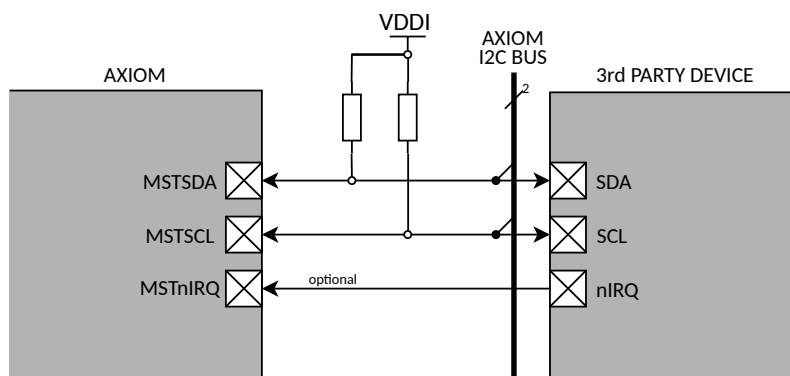 VDDI
AXIOM
I2C BUS
AXIOM
3rd PARTY DEVICE
2
MSTSDA
SDA
MSTSCL
SCL
MSTnIRQ
optional
nIRQ